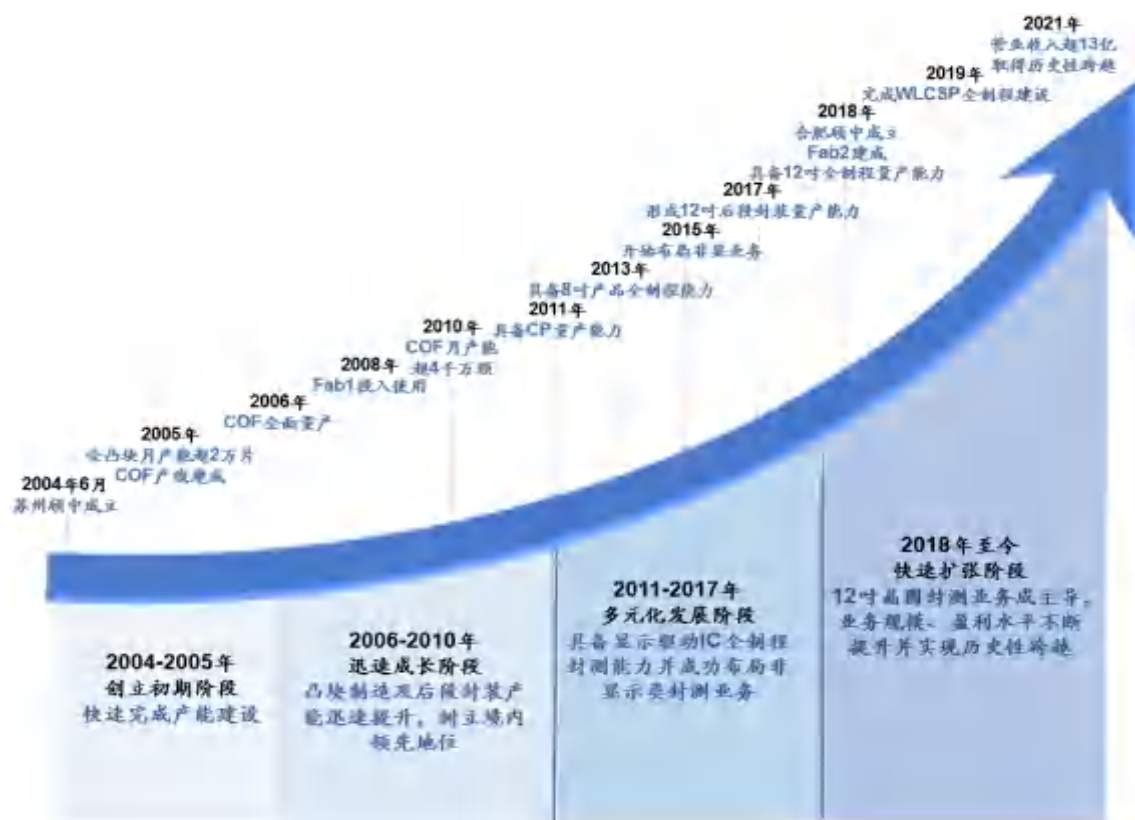 2004年6月
苏州颀中成立
2005年
金凸块月产能超2万片
COF产线建成
2006年
COF全面量产
2008年
Fab1投入使用
2010年
COF月产能
超4千万颗
2011年
具备CP量产能力
2013年
具备8吋产品全制程能力
2015年
开始布局非显业务
2017年
形成12吋后段封装量产能力
2018年
合肥颀中成立
Fab2建成
具备12吋全制程量产能力
2019年
完成WLCSP全制程建设
2021年
营业收入超13亿
取得历史性跨越
2004-2005年
创立初期阶段
快速完成产能建设
2006-2010年
迅速成长阶段
凸块制造及后段封装产
能迅速提升，树立境内
领先地位
2011-2017年
多元化发展阶段
具备显示驱动IC全制程
封测能力并成功布局非
显示类封测业务
2018年至今
快速扩张阶段
12吋晶圆封测业务成主导，
业务规模、盈利水平不断
提升并实现历史性跨越